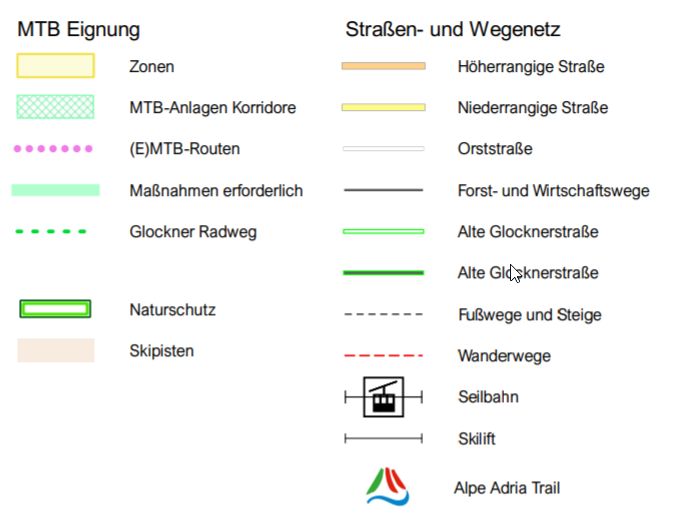 MTB Eignung
Zonen
MTB-Anlagen Korridore
(E)MTB-Routen
Maßnahmen erforderlich
Glockner Radweg
Naturschutz
Skipisten
Straßen- und Wegenetz
Höherrangige Straße
Niederrangige Straße
Orststraße
Forst- und Wirtschaftswege
Alte Glocknerstraße
Alte Glocknerstraße
Fußwege und Steige
Wanderwege
Seilbahn
Skilift
Alpe Adria Trail